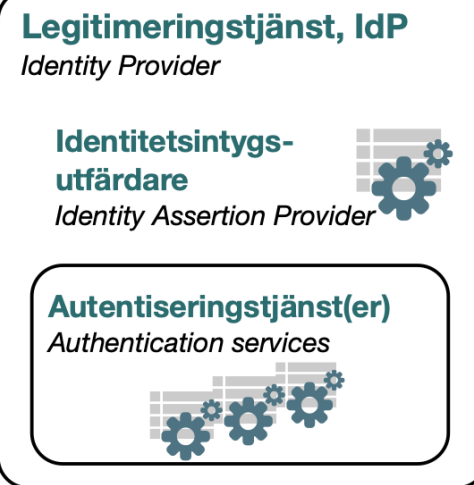 Legitimeringstjänst, IdP
Identity Provider
Identitetsintygs-
utfärdare
Identity Assertion Provider
Autentiseringstjänst(er)
Authentication services